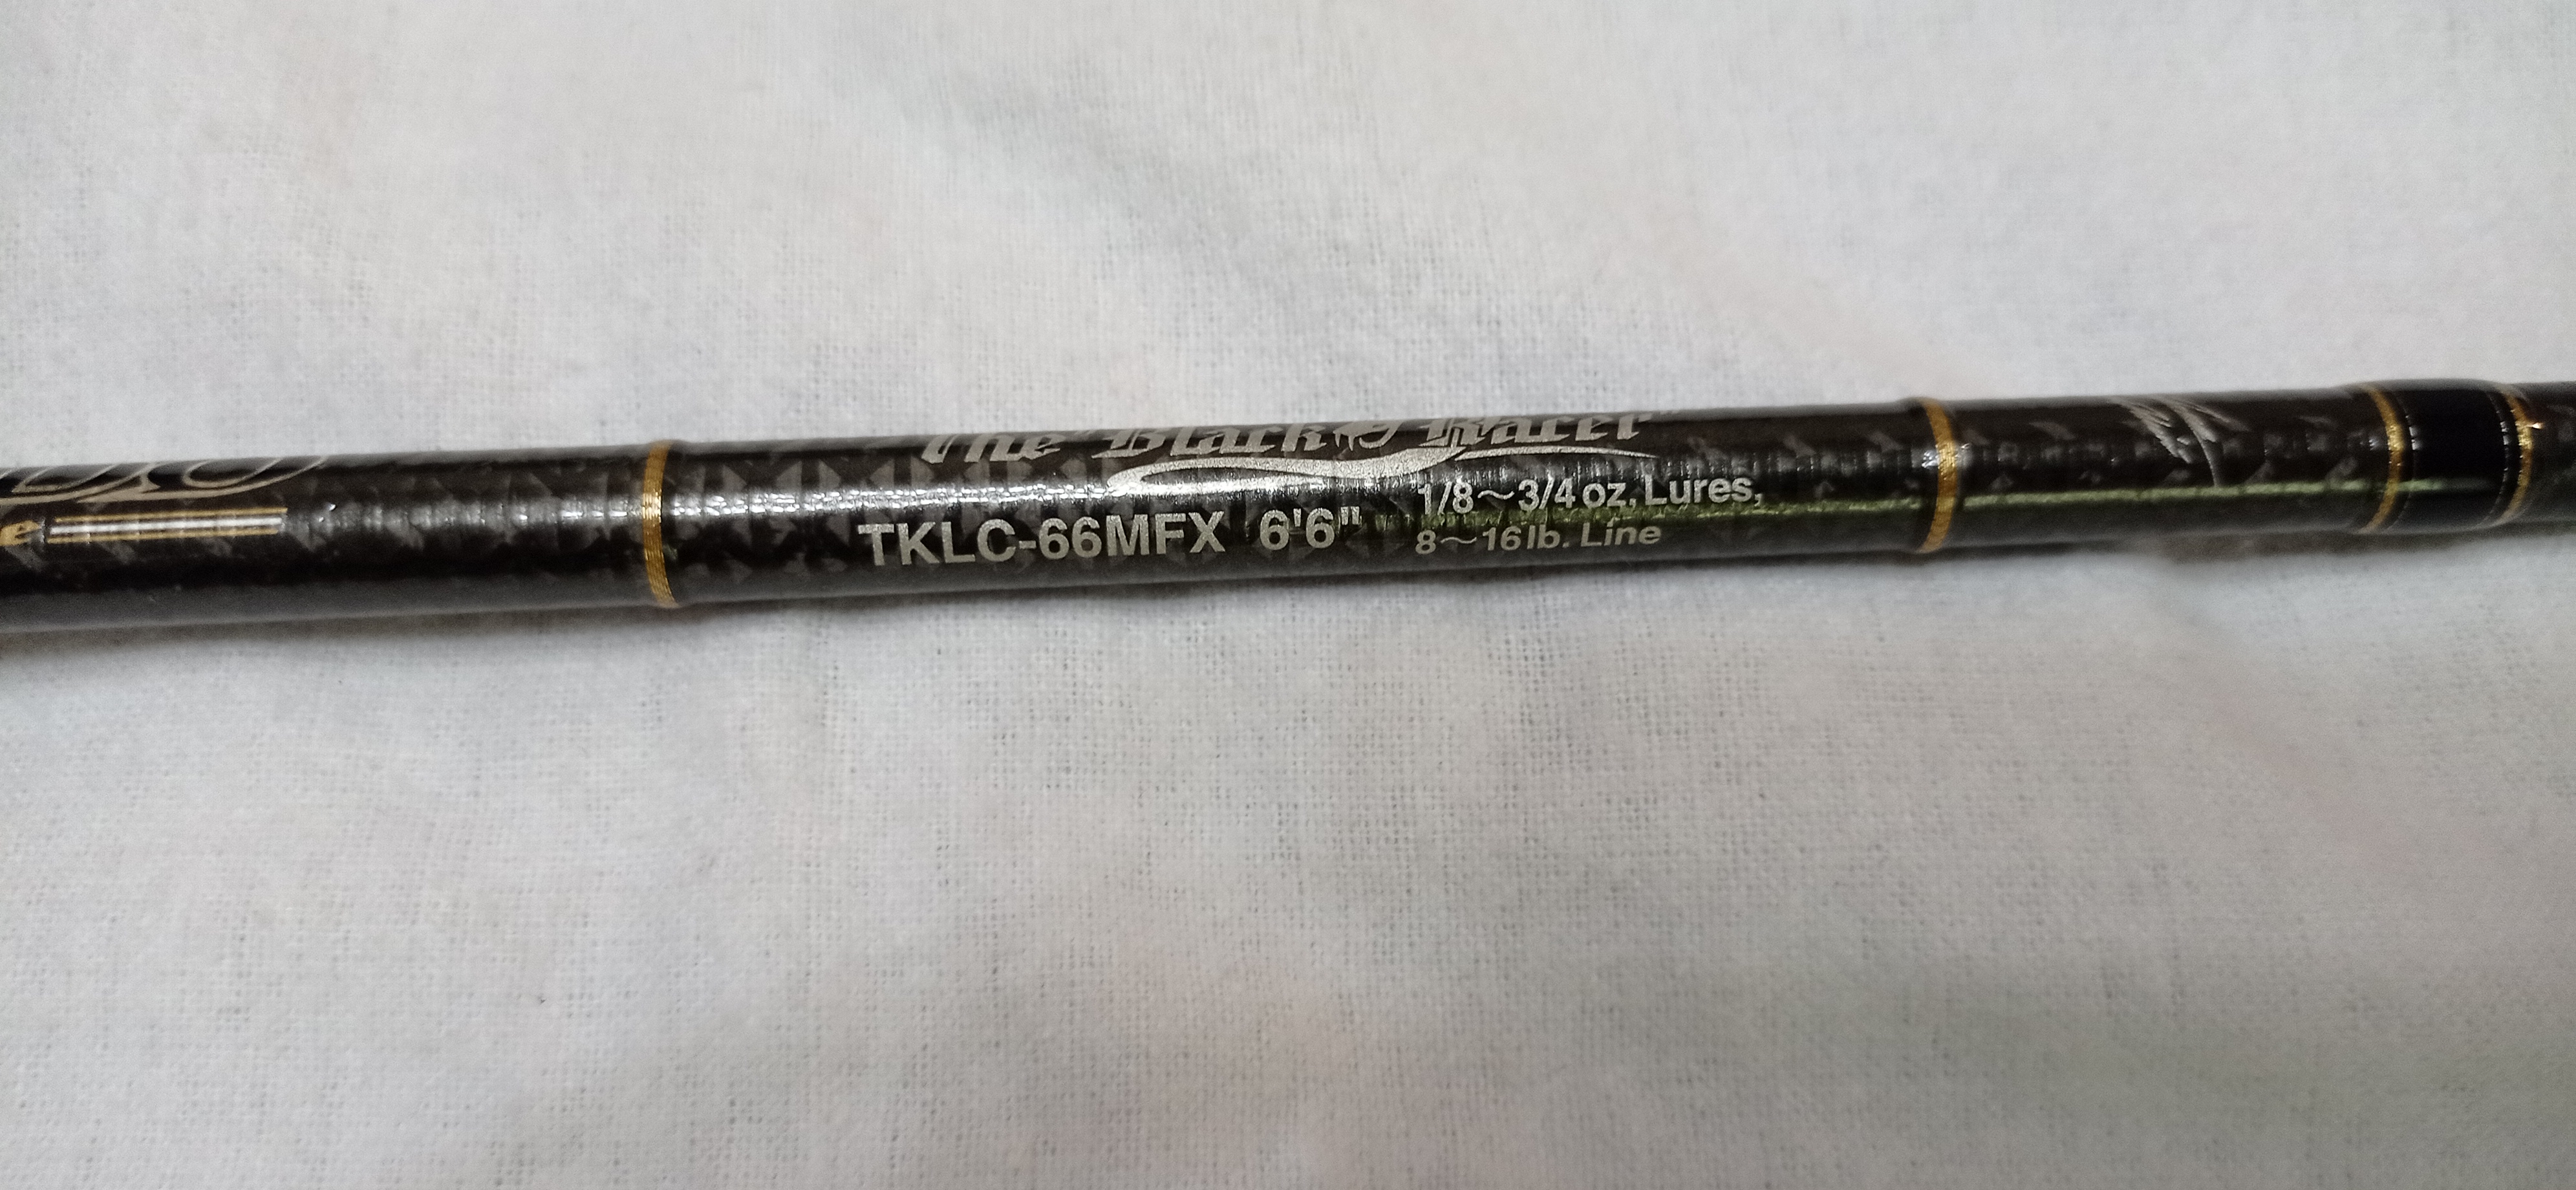 The "Black Racer"
TKLC-66MFX 6'6" 1/8～3/4 oz. Lures,
8～16 lb. Line